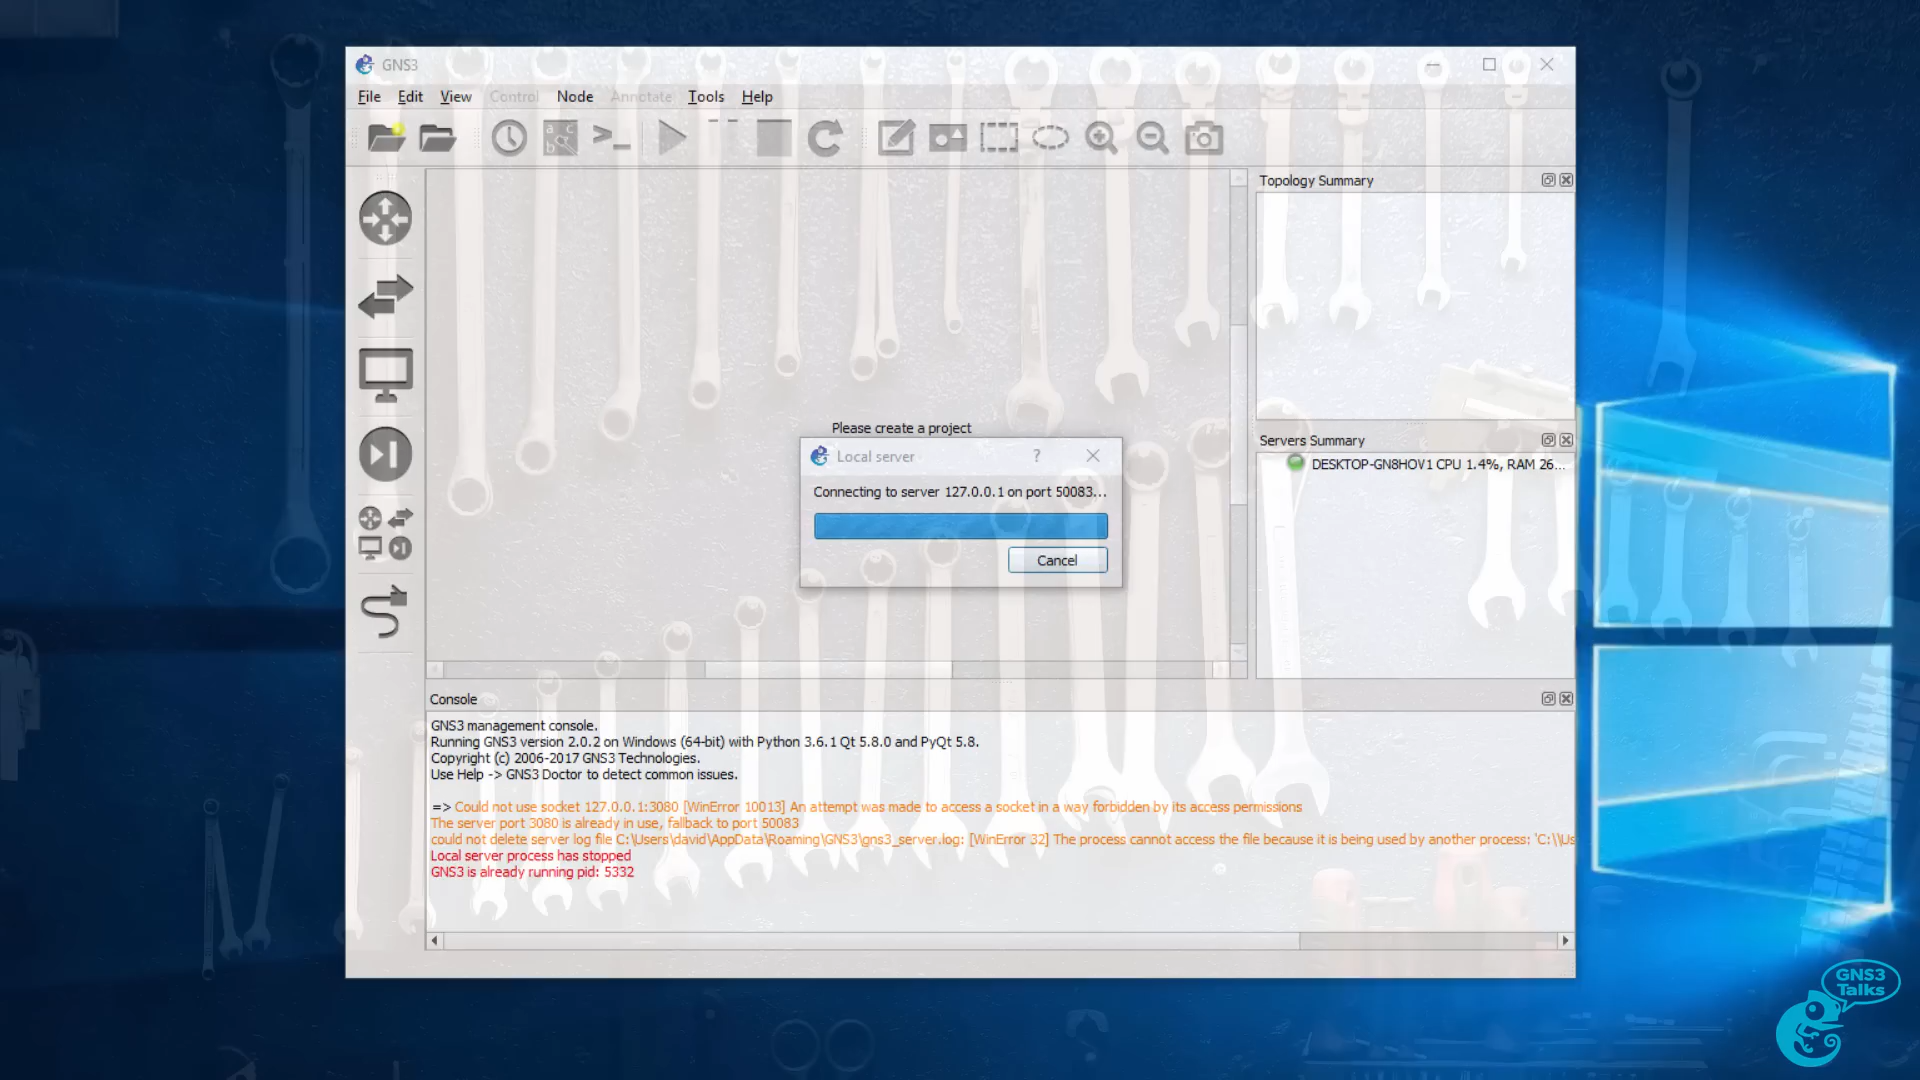 GNS3
File Edit View Control Node Annotate Tools Help
Topology Summary
Please create a project
Local server
Connecting to server 127.0.0.1 on port 50083...
Cancel
Servers Summary
DESKTOP-GN8HOV1 CPU 1.4%, RAM 26...
Console
GNS3 management console.
Running GNS3 version 2.0.2 on Windows (64-bit) with Python 3.6.1 Qt 5.8.0 and PyQt 5.8.
Copyright (c) 2006-2017 GNS3 Technologies.
Use Help -> GNS3 Doctor to detect common issues.
=> Could not use socket 127.0.0.1:3080 [WinError 10013] An attempt was made to access a socket in a way forbidden by its access permissions
The server port 3080 is already in use, fallback to port 50083
could not delete server log file C:\Users\david\AppData\Roaming\GNS3\gns3_server.log: [WinError 32] The process cannot access the file because it is being used by another process: 'C:\\Us
Local server process has stopped
GNS3 is already running pid: 5332
GNS3
Talks